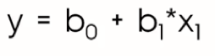 y = b₀ + b₁*x₁